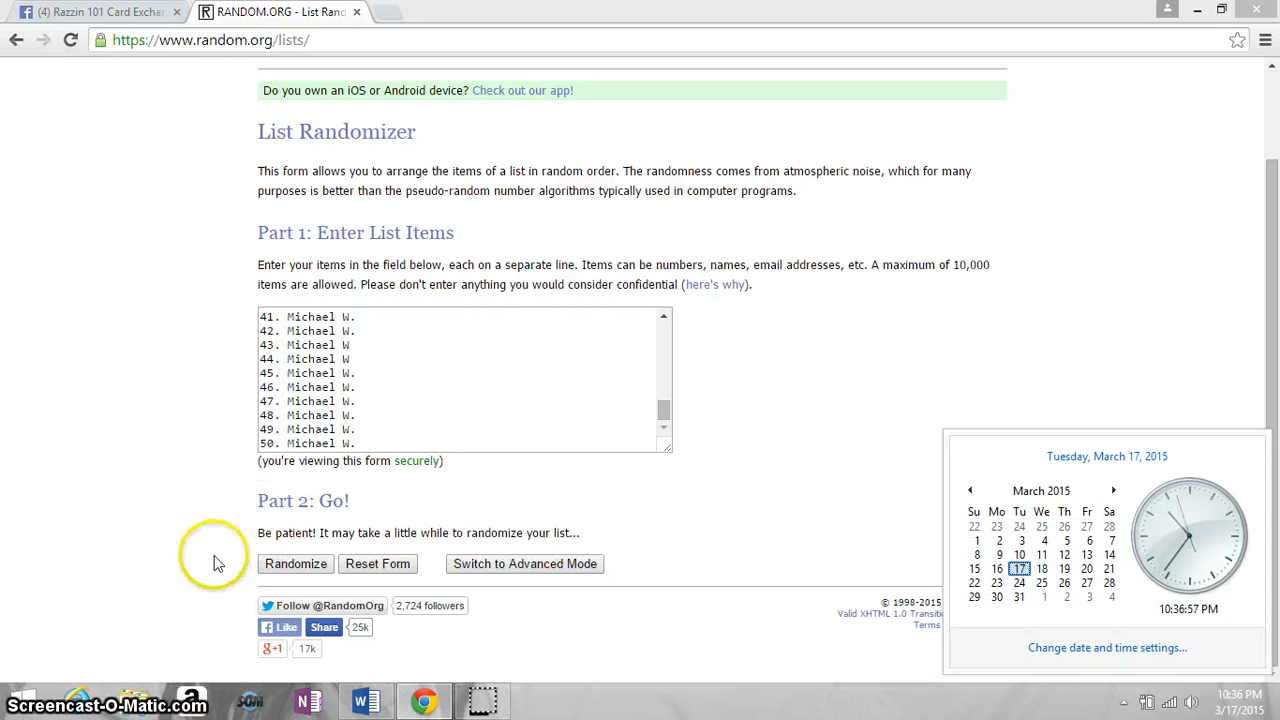 (4) Razzin 101 Card Exchan
RANDOM.ORG - List Rand
https://www.random.org/lists/
Do you own an iOS or Android device? Check out our app!
List Randomizer
This form allows you to arrange the items of a list in random order. The randomness comes from atmospheric noise, which for many
purposes is better than the pseudo-random number algorithms typically used in computer programs.
Part 1: Enter List Items
Enter your items in the field below, each on a separate line. Items can be numbers, names, email addresses, etc. A maximum of 10,000
items are allowed. Please don't enter anything you would consider confidential (here's why).
41. Michael W.
42. Michael W.
43. Michael W
44. Michael W
45. Michael W.
46. Michael W.
47. Michael W.
48. Michael W.
49. Michael W.
50. Michael W.
(you're viewing this form securely)
Part 2: Go!
Be patient! It may take a little while to randomize your list...
Randomize Reset Form Switch to Advanced Mode
Follow @RandomOrg 2,724 followers
Like Share 25k
g+1 17k
© 1998-2015
Valid XHTML 1.0 Transitio
Terms
Tuesday, March 17, 2015
March 2015
Su Mo Tu We Th Fr Sa
22 23 24 25 26 27 28
1 2 3 4 5 6 7
8 9 10 11 12 13 14
15 16 17 18 19 20 21
22 23 24 25 26 27 28
29 30 31 1 2 3 4
10:36:57 PM
Change date and time settings...
10:36 PM
3/17/2015
Screencast-O-Matic.com